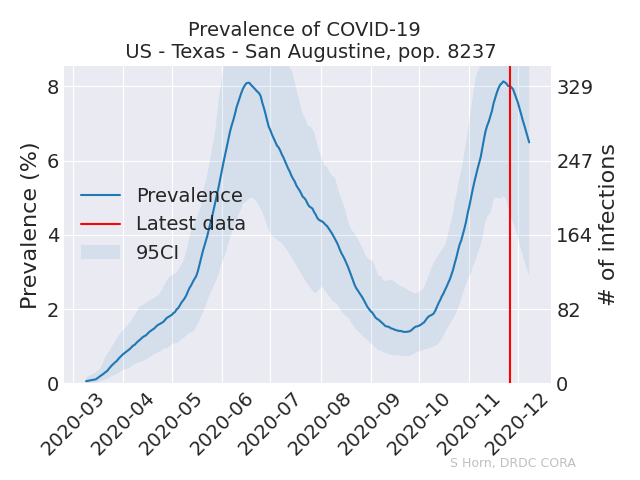 Prevalence of COVID-19
US - Texas - San Augustine, pop. 8237
Prevalence (%)
8
6
4
2
0
Prevalence
Latest data
95CI
329
247
164
82
0
# of infections
2020-03
2020-04
2020-05
2020-06
2020-07
2020-08
2020-09
2020-10
2020-11
2020-12
S Horn, DRDC CORA